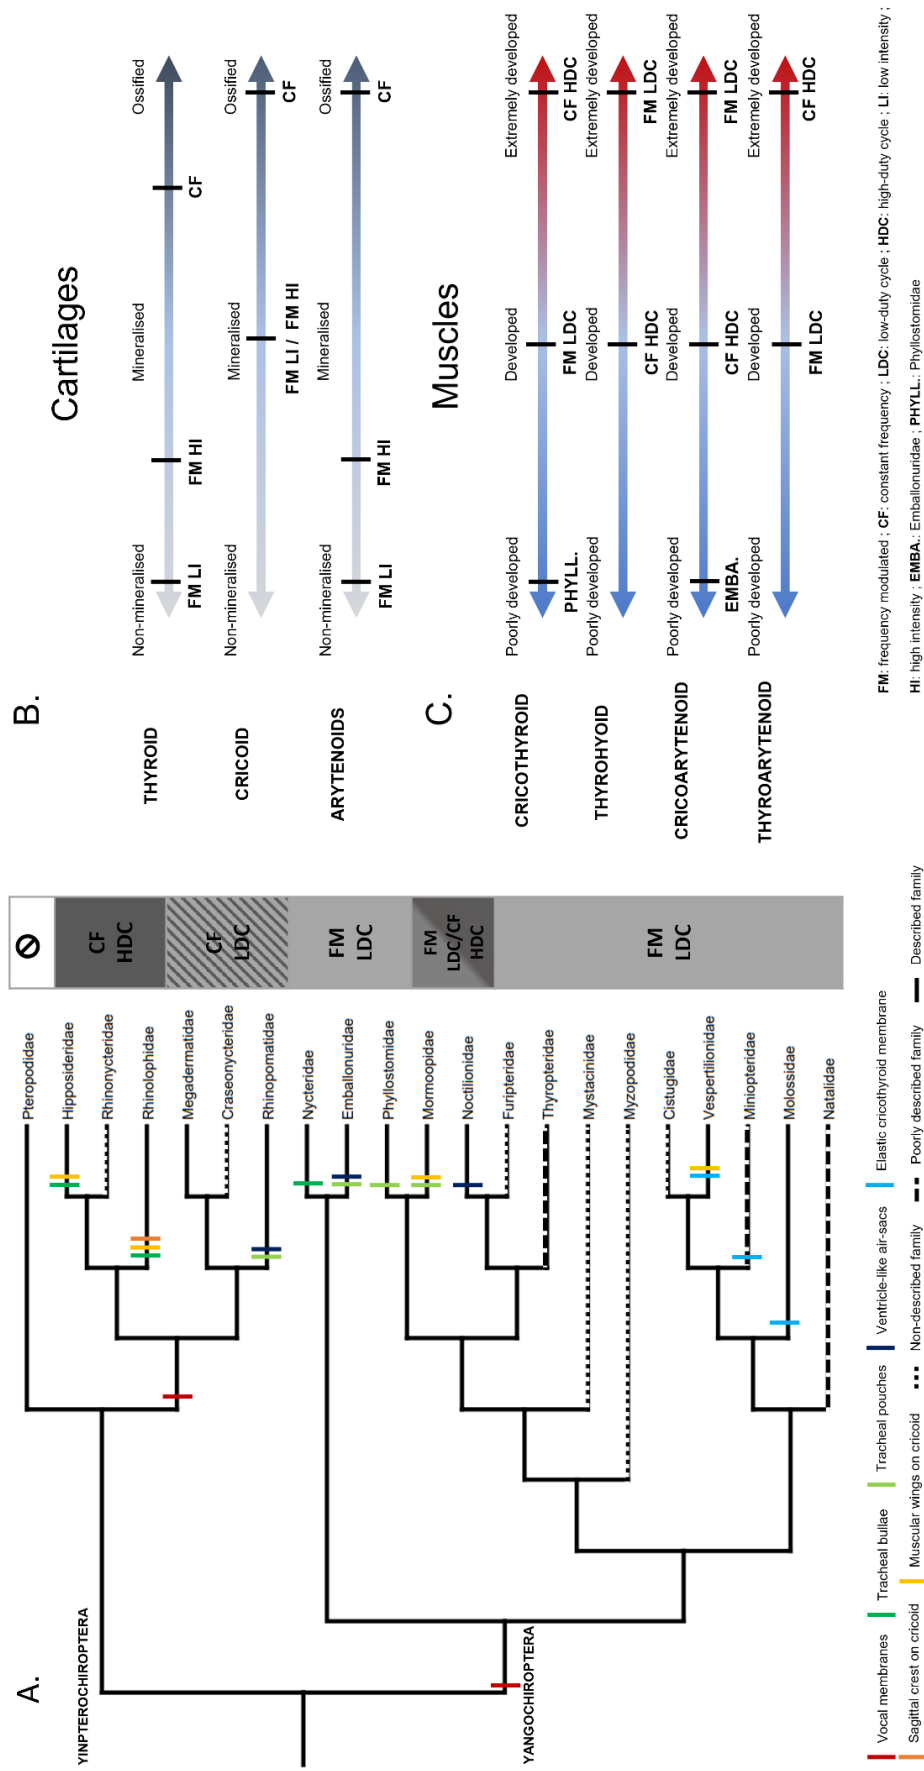 A.
YINPTEROCHIROPTERA
YANGOCHIROPTERA
Pteropodidae
Hipposideridae
Rhinonycteridae
Rhinolophidae
Megadermatidae
Craseonycteridae
Rhinopomatidae
Nycteridae
Emballonuridae
Phyllostomidae
Mormoopidae
Noctilionidae
Furipteridae
Thyropteridae
Mystacinidae
Myzopodidae
Cistugidae
Vespertilionidae
Miniopteridae
Molossidae
Natalidae
CF
HDC
CF
LDC
FM
LDC
FM
LDC/CF
HDC
FM
LDC
Vocal membranes
Tracheal bullae
Tracheal pouches
Ventricle-like air-sacs
Elastic cricothyroid membrane
Sagittal crest on cricoid
Muscular wings on cricoid
Non-described family
Poorly described family
Described family
B.
Cartilages
THYROID
Non-mineralised
Mineralised
Ossified
FM LI
FM HI
CF
CRICOID
Non-mineralised
Mineralised
Ossified
FM LI / FM HI
CF
ARYTENOIDS
Non-mineralised
Mineralised
Ossified
FM LI
FM HI
CF
C.
Muscles
CRICOTHYROID
Poorly developed
Developed
Extremely developed
PHYLL.
FM LDC
CF HDC
THYROHYOID
Poorly developed
Developed
Extremely developed
CF HDC
FM LDC
CRICOARYTENOID
Poorly developed
Developed
Extremely developed
EMBA.
CF HDC
FM LDC
THYROARYTENOID
Poorly developed
Developed
Extremely developed
FM LDC
CF HDC
FM: frequency modulated ; CF: constant frequency ; LDC: low-duty cycle ; HDC: high-duty cycle ; LI: low intensity ;
HI: high intensity ; EMBA.: Emballonuridae ; PHYLL.: Phyllostomidae